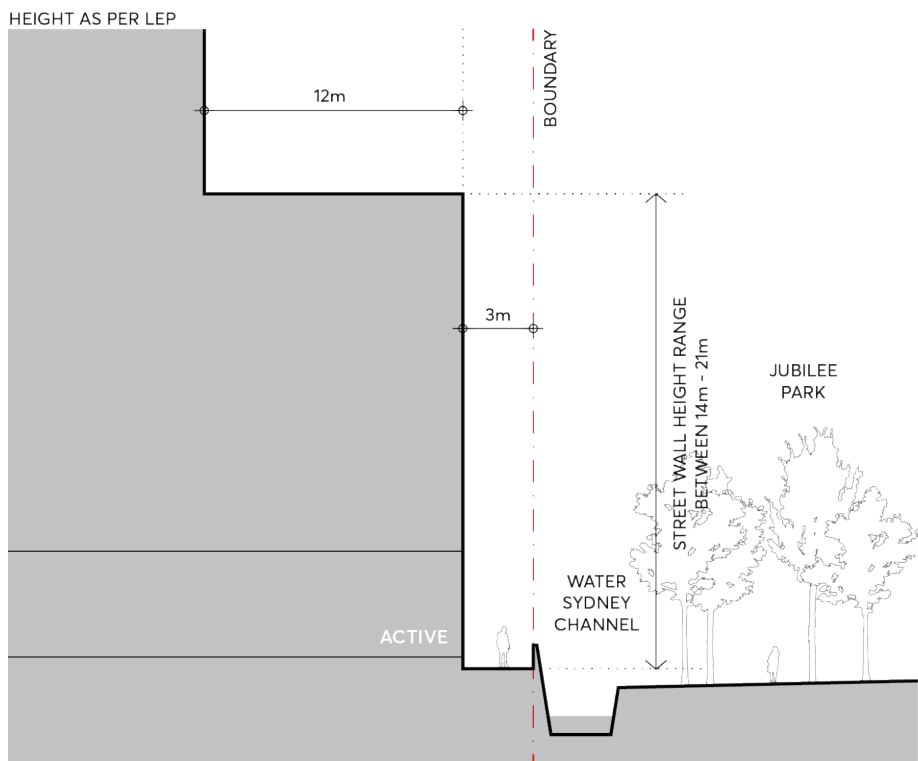 HEIGHT AS PER LEP
BOUNDARY
12m
3m
STREET WALL HEIGHT RANGE
BETWEEN 14m - 21m
JUBILEE
PARK
WATER
SYDNEY
CHANNEL
ACTIVE